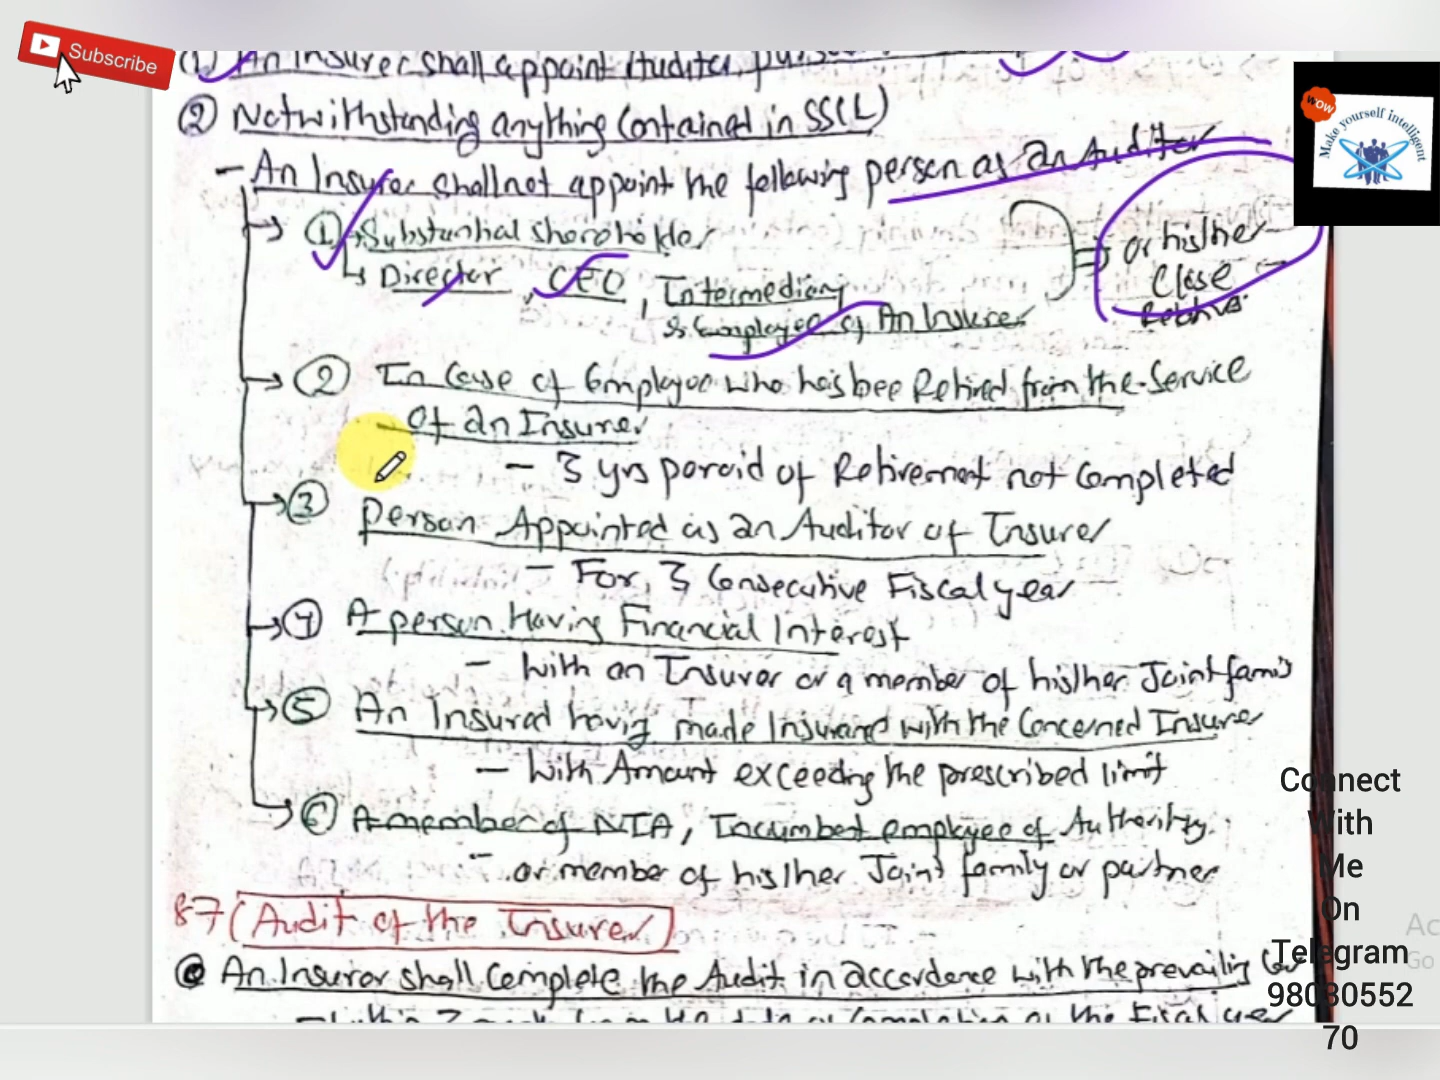 Subscribe
(1) An Insurer shall appoint Auditor
② Notwithstanding anything Contained in SS(L)
- An Insurer shall not appoint the following person as an Auditor
① Substantial shareholder
Director, CEO, Intermediary
& Employee of An Insurer
or his/her
Close
② In Case of Employee who has bee Retired from the Service
of an Insurer
- 3 yrs peroid of Retirement not Completed
③ person Appointed as an Auditor of Insurer
- For 3 Consecutive Fiscal year
④ A person Having Financial Interest
- With an Insurer or a member of his/her Joint family
⑤ An Insured having made Insurance with the Concerned Insurer
- With Amount exceeding the prescribed limit
⑥ A member of NIA, Incumbent employee of Authority
- or member of his/her Joint family or partner
87 (Audit of the Insurer)
An Insurer shall Complete the Audit in accordance with the prevailing
WOW
Make yourself intelligent
Connect
With
Me
On
Telegram
98030552
70